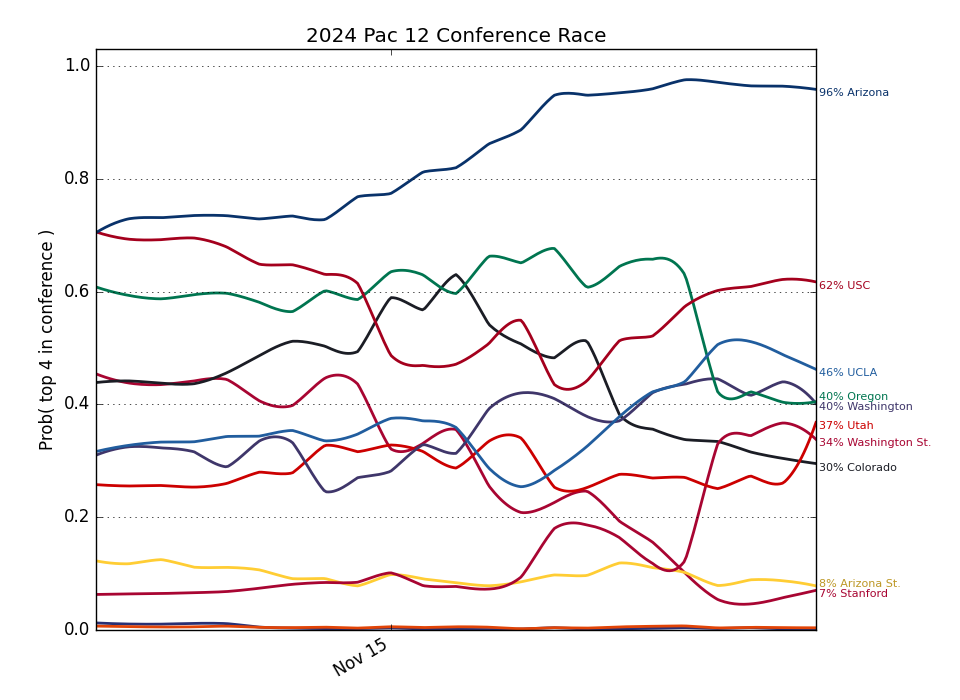 2024 Pac 12 Conference Race
Prob( top 4 in conference )
1.0
0.8
0.6
0.4
0.2
0.0
Nov 15
96% Arizona
62% USC
46% UCLA
40% Oregon
40% Washington
37% Utah
34% Washington St.
30% Colorado
8% Arizona St.
7% Stanford